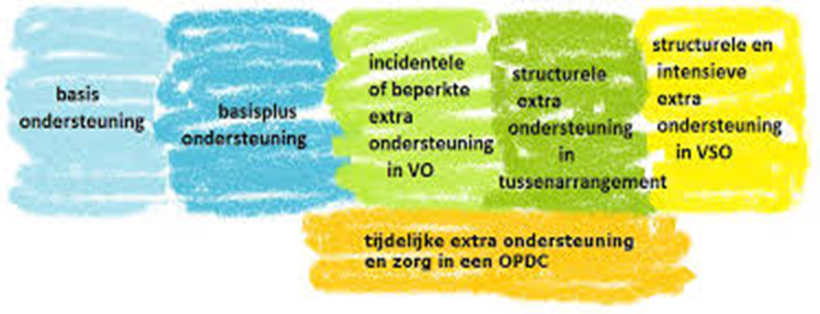 basis
ondersteuning
basisplus
ondersteuning
incidentele
of beperkte
extra
ondersteuning
in VO
structurele
extra
ondersteuning
in
tussenarrangement
structurele en
intensieve
extra
ondersteuning
in VSO
tijdelijke extra ondersteuning
en zorg in een OPDC